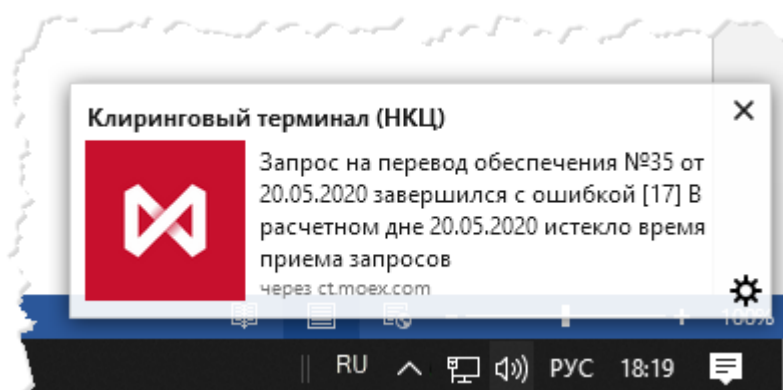 Клиринговый терминал (НКЦ)
Запрос на перевод обеспечения №35 от
20.05.2020 завершился с ошибкой [17] В
расчетном дне 20.05.2020 истекло время
приема запросов
через ct.moex.com
100%
RU РУС 18:19